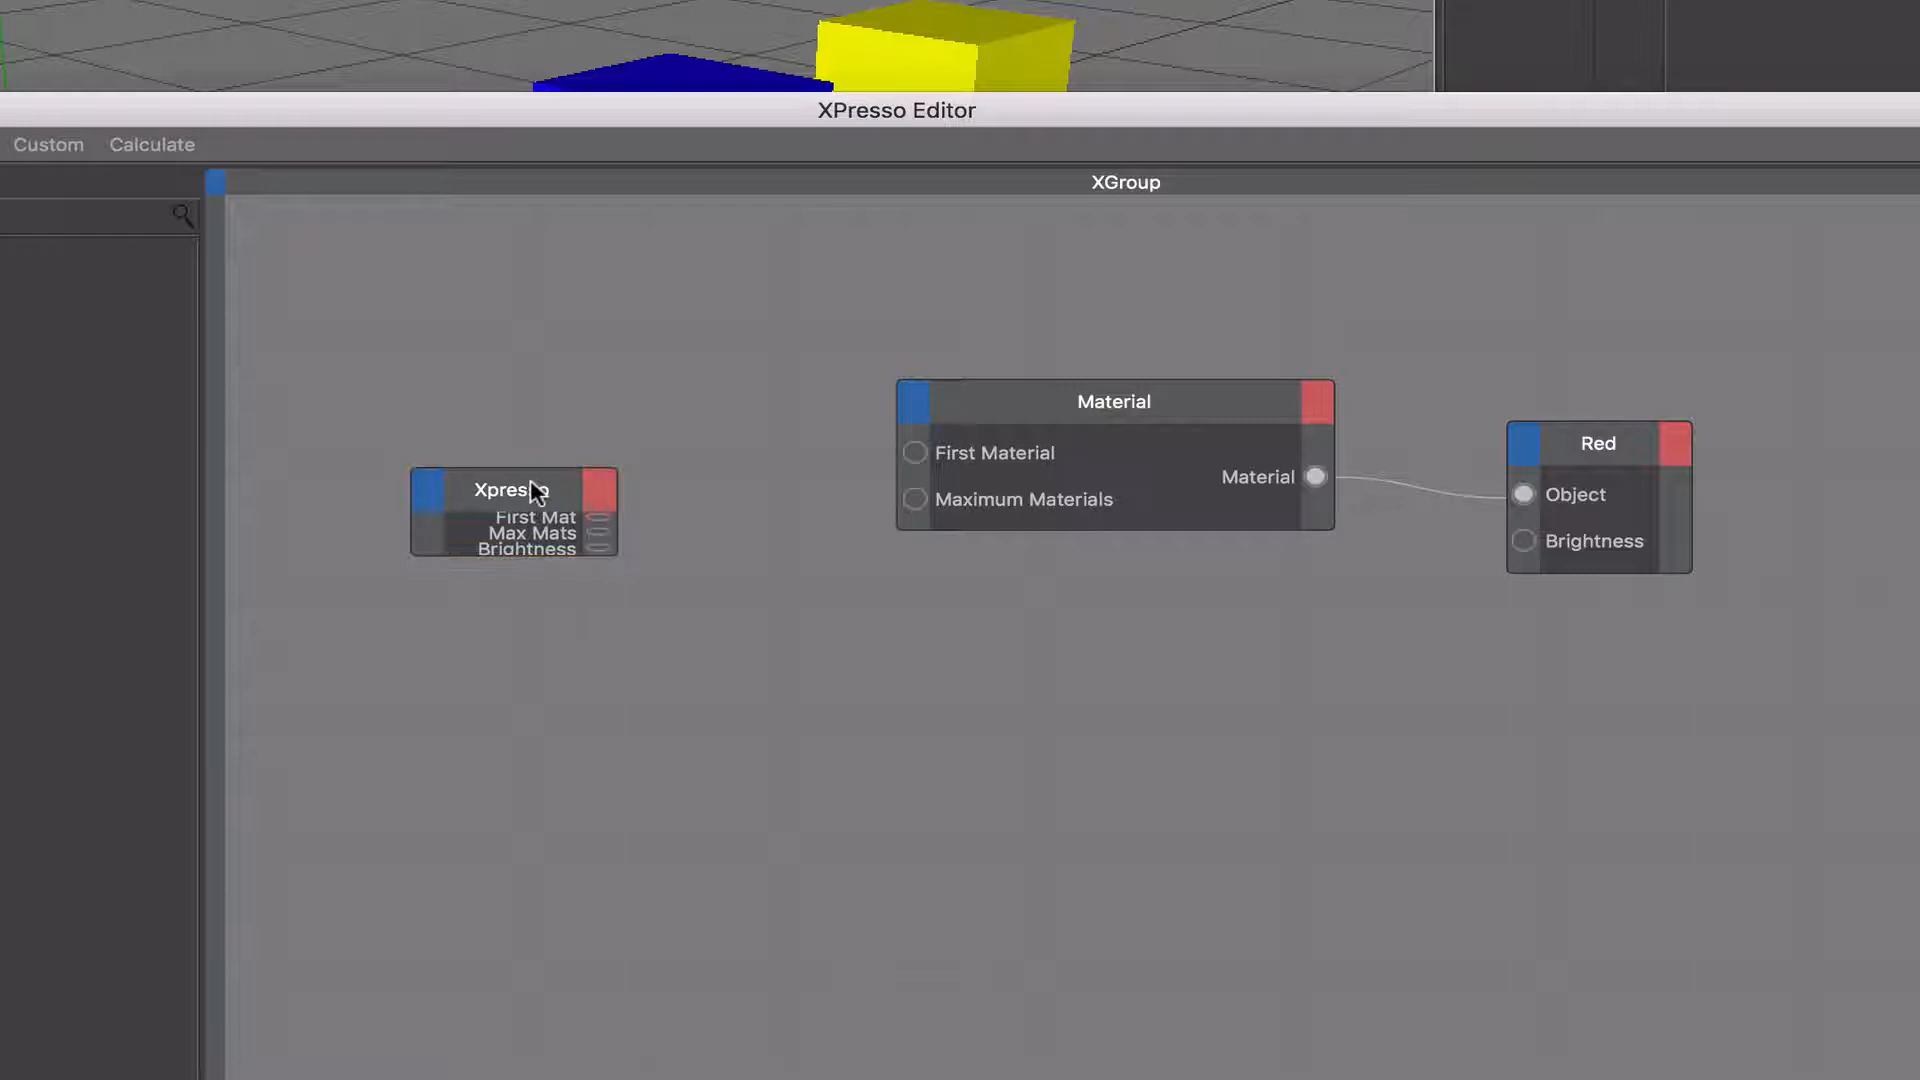 XPresso Editor
Custom Calculate
XGroup
Material
First Material
Material
Maximum Materials
Red
Object
Brightness
Xpresso
First Mat
Max Mats
Brightness